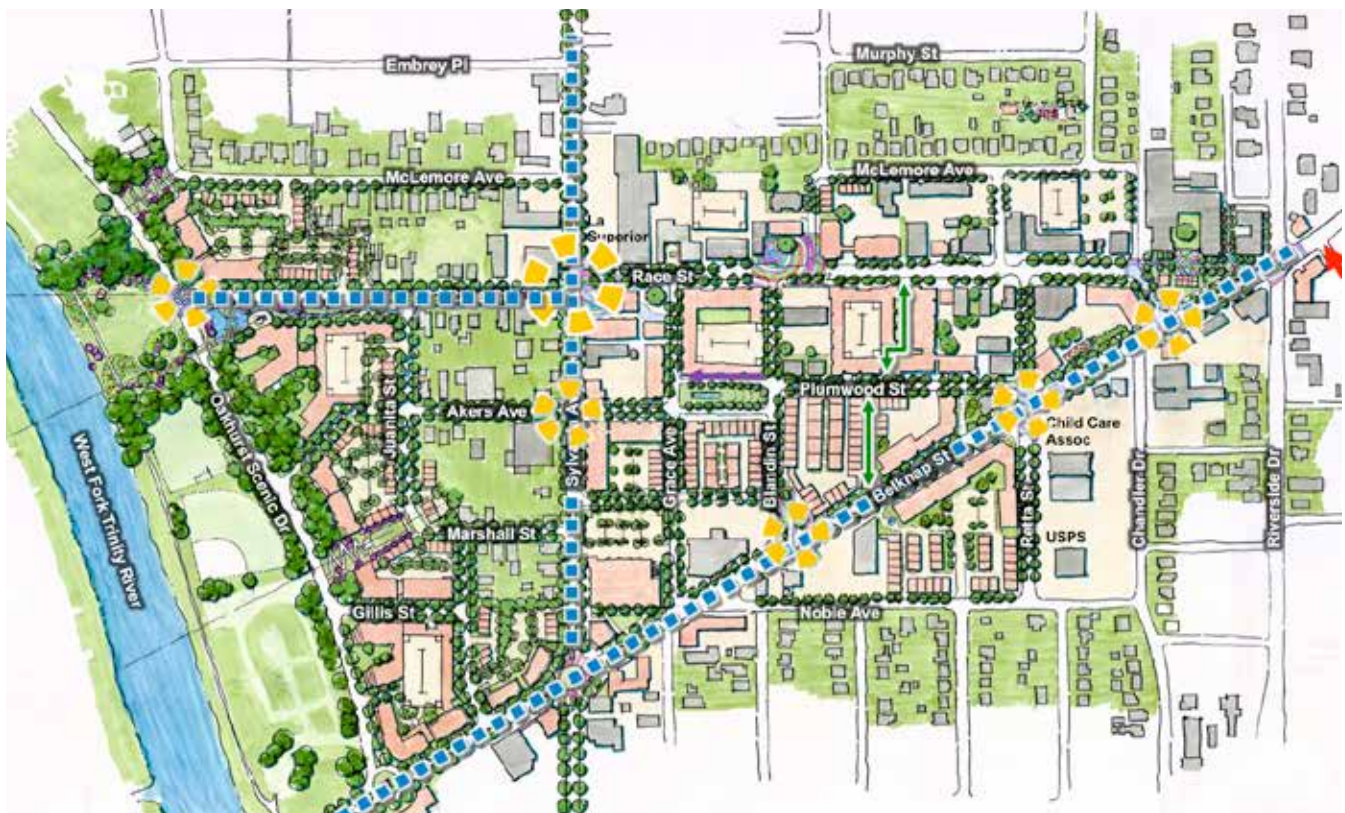 Embrey Pl
Murphy St
McLemore Ave
McLemore Ave
La
Superior
Race St
Plumwood St
Akers Ave
Juanita St
Oakhurst Scenic Dr
West Fork Trinity River
Grace Ave
Blandin St
Child Care
Assoc
Belknap St
Retta St
Chandler Dr
Riverside Dr
Marshall St
USPS
Gillis St
Noble Ave